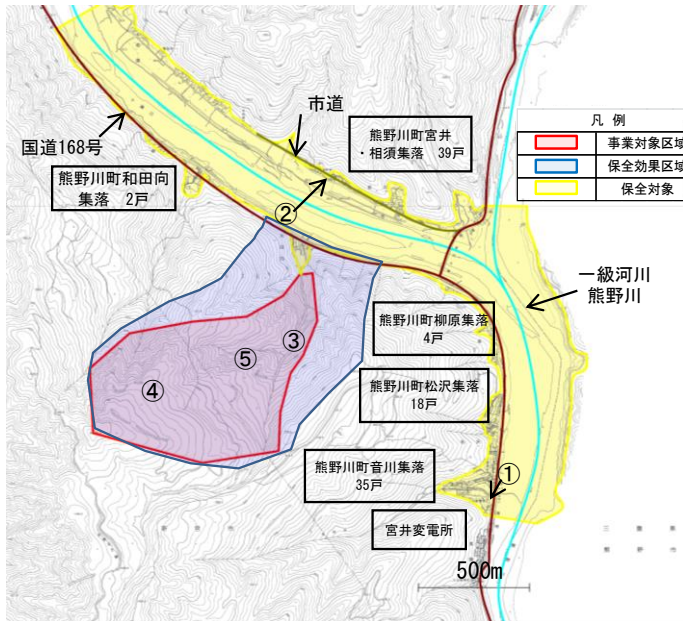 市道
国道168号
熊野川町宮井
・相須集落 39戸
凡 例
事業対象区域
保全効果区域
保全対象
熊野川町和田向
集落 2戸
②
一級河川
熊野川
熊野川町柳原集落
4戸
③
⑤
④
熊野川町松沢集落
18戸
熊野川町音川集落
35戸
①
宮井変電所
500m